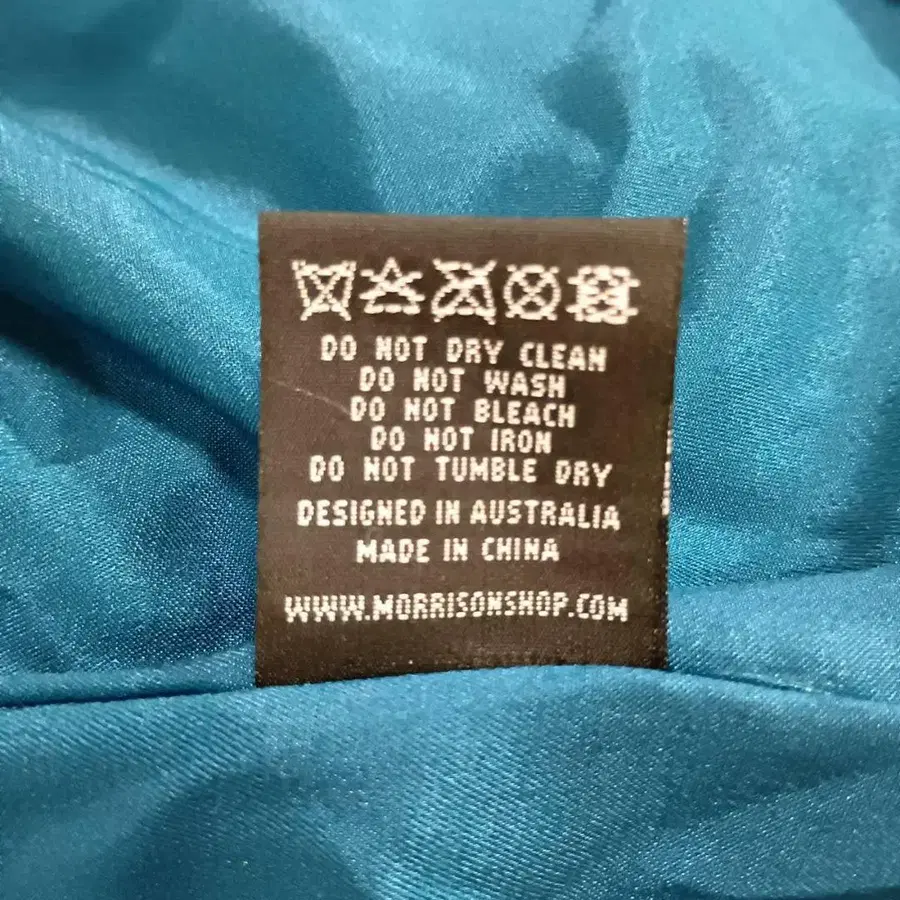 DO NOT DRY CLEAN
DO NOT WASH
DO NOT BLEACH
DO NOT IRON
DO NOT TUMBLE DRY
DESIGNED IN AUSTRALIA
MADE IN CHINA
WWW.MORRISONSHOP.COM